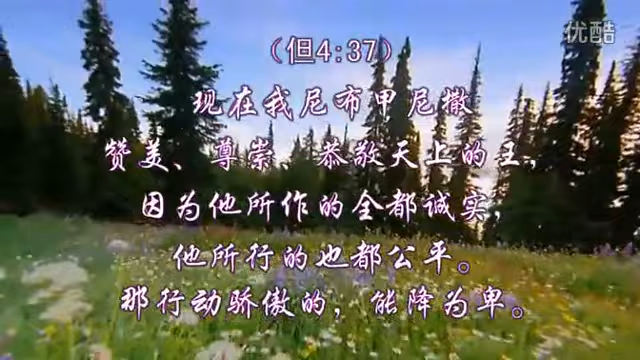 优酷
（但4:37）
现在我尼布甲尼撒
赞美、尊崇、恭敬天上的王，
因为他所作的全都诚实，
他所行的也都公平。
那行动骄傲的，能降为卑。